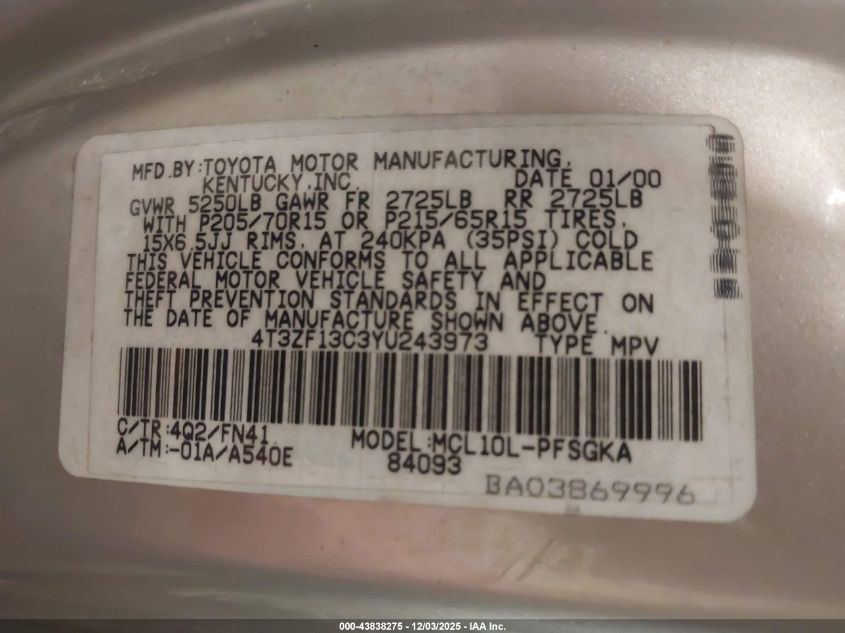 MFD.BY:TOYOTA MOTOR MANUFACTURING,
KENTUCKY,INC. DATE 01/00
GVWR 5250LB GAWR FR 2725LB RR 2725LB
WITH P205/70R15 OR P215/65R15 TIRES,
15X6.5JJ RIMS, AT 240KPA (35PSI) COLD
THIS VEHICLE CONFORMS TO ALL APPLICABLE
FEDERAL MOTOR VEHICLE SAFETY AND
THEFT PREVENTION STANDARDS IN EFFECT ON
THE DATE OF MANUFACTURE SHOWN ABOVE.
4T3ZF13C3YU243973 TYPE MPV
C/TR:4Q2/FN41 MODEL:MCL10L-PFSGKA
A/TM:-01A/A540E 84093
BA03869996
000-43838275 - 12/03/2025 - IAA Inc.